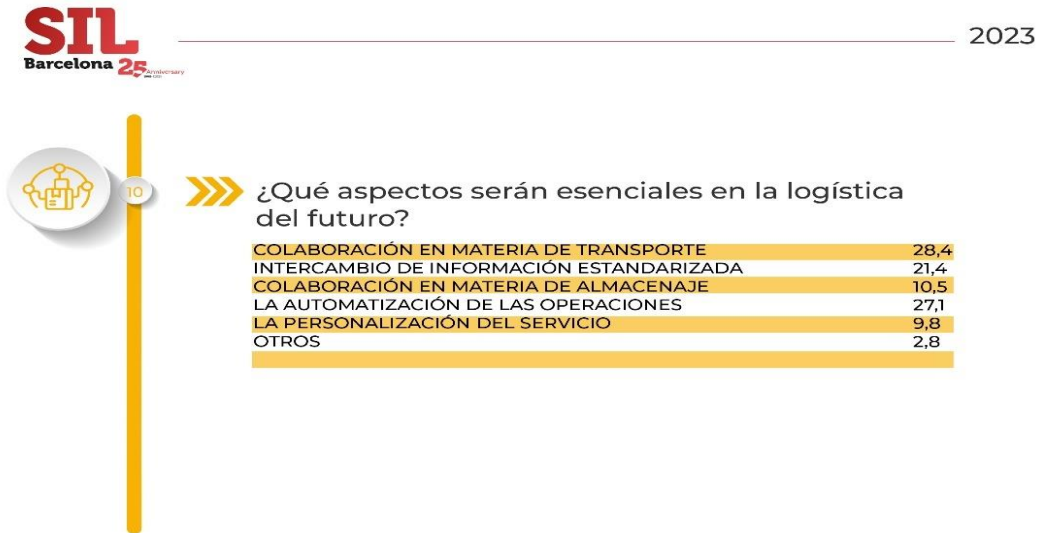 SIL
Barcelona 25 Anniversary
2023
10
¿Qué aspectos serán esenciales en la logística
del futuro?
COLABORACIÓN EN MATERIA DE TRANSPORTE 28,4
INTERCAMBIO DE INFORMACIÓN ESTANDARIZADA 21,4
COLABORACIÓN EN MATERIA DE ALMACENAJE 10,5
LA AUTOMATIZACIÓN DE LAS OPERACIONES 27,1
LA PERSONALIZACIÓN DEL SERVICIO 9,8
OTROS 2,8